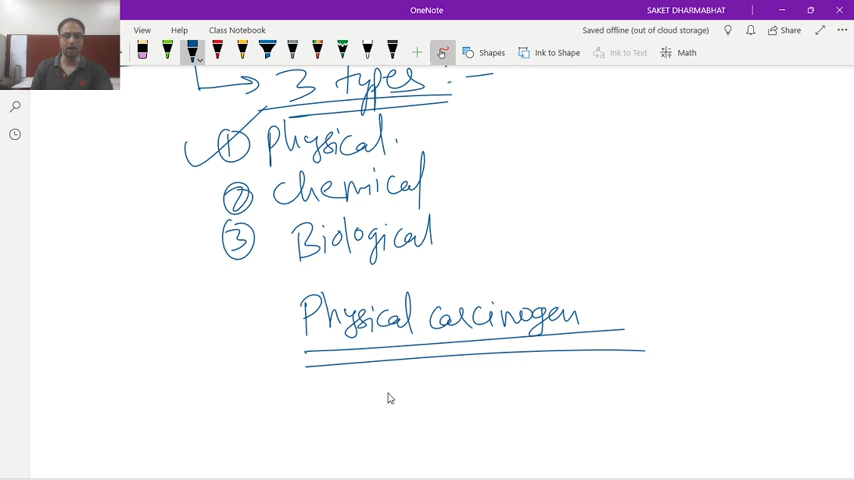 OneNote
SAKET DHARMABHAT
View Help Class Notebook
Saved offline (out of cloud storage) Share
Shapes Ink to Shape Ink to Text Math
3 types : -
① Physical.
② Chemical
③ Biological
Physical carcinogen